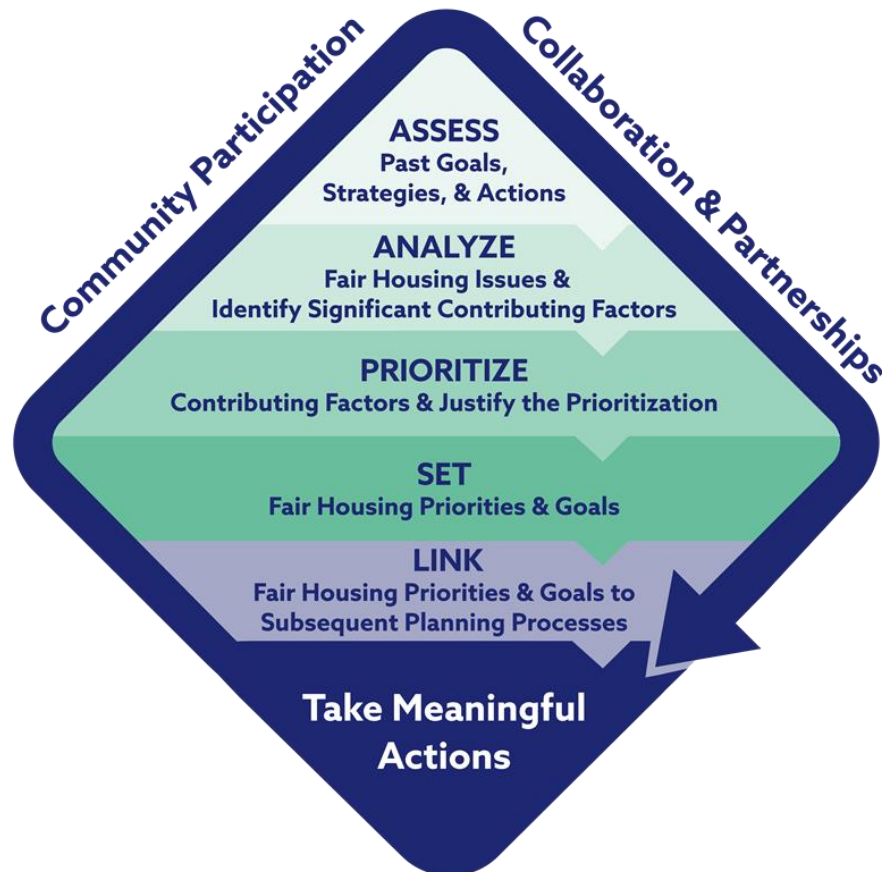 Community Participation
Collaboration & Partnerships
ASSESS
Past Goals,
Strategies, & Actions
ANALYZE
Fair Housing Issues &
Identify Significant Contributing Factors
PRIORITIZE
Contributing Factors & Justify the Prioritization
SET
Fair Housing Priorities & Goals
LINK
Fair Housing Priorities & Goals to
Subsequent Planning Processes
Take Meaningful
Actions